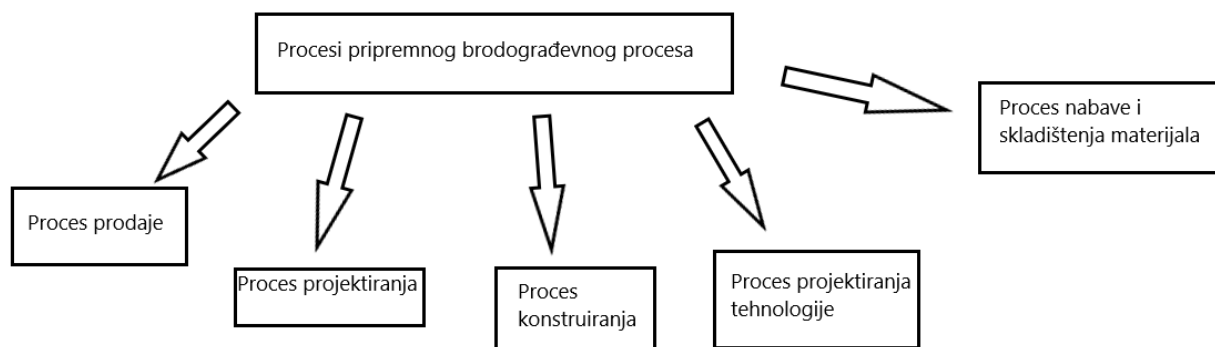 Procesi pripremnog brodograđevnog procesa
Proces nabave i
skladištenja materijala
Proces prodaje
Proces projektiranja
Proces
konstruiranja
Proces projektiranja
tehnologije